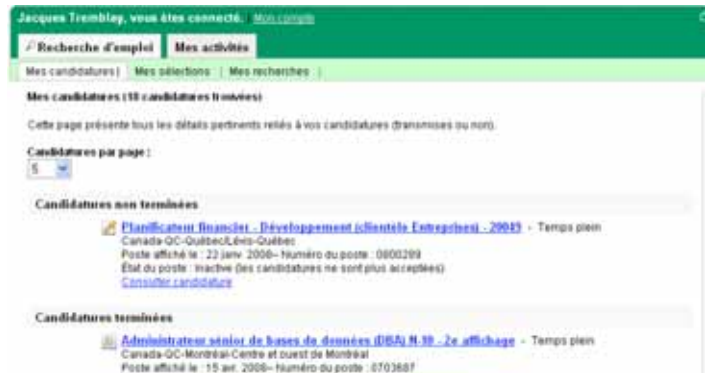 Jacques Tremblay, vous êtes connecté. | Mon compte
Recherche d'emploi Mes activités
Mes candidatures | Mes sélections | Mes recherches |
Mes candidatures (18 candidatures trouvées)
Cette page présente tous les détails pertinents reliés à vos candidatures (transmises ou non).
Candidatures par page :
5
Candidatures non terminées
Planificateur financier - Développement (clientèle Entreprises) - 20049 - Temps plein
Canada-QC-Québec/Lévis-Québec
Poste affiché le : 22 janv. 2008– Numéro du poste : 0800289
État du poste : Inactive (les candidatures ne sont plus acceptées)
Consulter candidature
Candidatures terminées
Administrateur sénior de bases de données (DBA) N-10 - 2e affichage - Temps plein
Canada-QC-Montréal-Centre et ouest de Montréal
Poste affiché le : 15 avr. 2008– Numéro du poste : 0703687